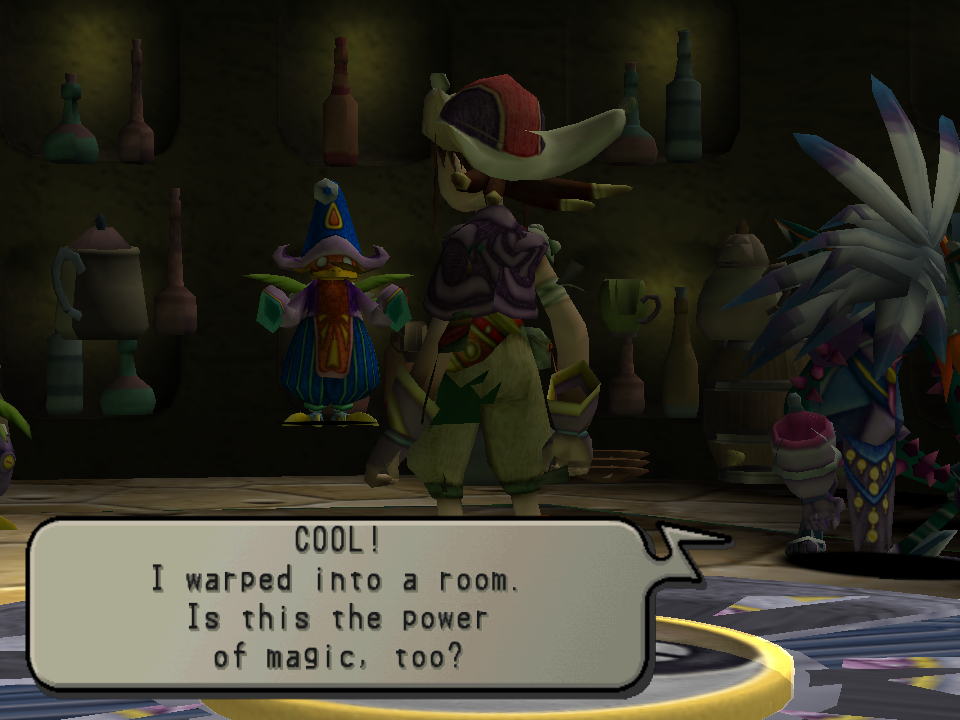 COOL!
I warped into a room.
Is this the power
of magic, too?